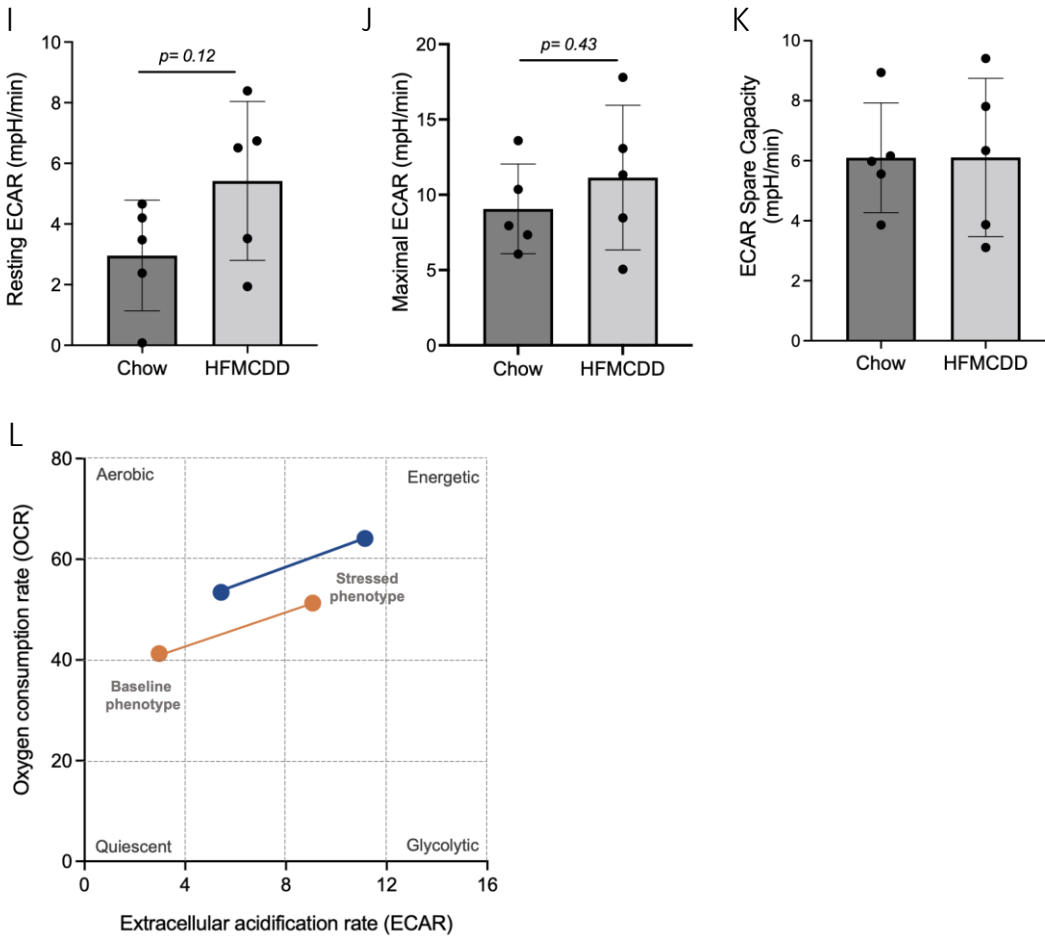 I
Resting ECAR (mpH/min)
10
8
6
4
2
0
p= 0.12
Chow
HFMCDD
J
Maximal ECAR (mpH/min)
20
15
10
5
0
p= 0.43
Chow
HFMCDD
K
ECAR Spare Capacity
(mpH/min)
10
8
6
4
2
0
Chow
HFMCDD
L
Oxygen consumption rate (OCR)
80
60
40
20
0
Aerobic
Energetic
Stressed
phenotype
Baseline
phenotype
Quiescent
Glycolytic
0
4
8
12
16
Extracellular acidification rate (ECAR)